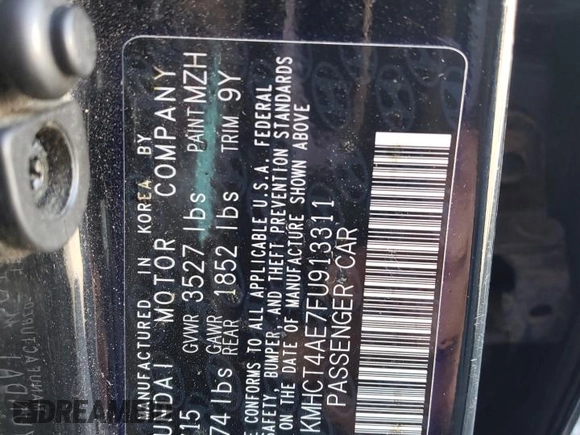 MANUFACTURED IN KOREA BY
UNDAI MOTOR COMPANY
15 GVWR 3527 lbs PAINT MZH
74 lbs GAWR REAR 1852 lbs TRIM 9Y
E CONFORMS TO ALL APPLICABLE U.S.A. FEDERAL
SAFETY, BUMPER, AND THEFT PREVENTION STANDARDS
ON THE DATE OF MANUFACTURE SHOWN ABOVE
KMHCT4AE7FU913311
PASSENGER CAR